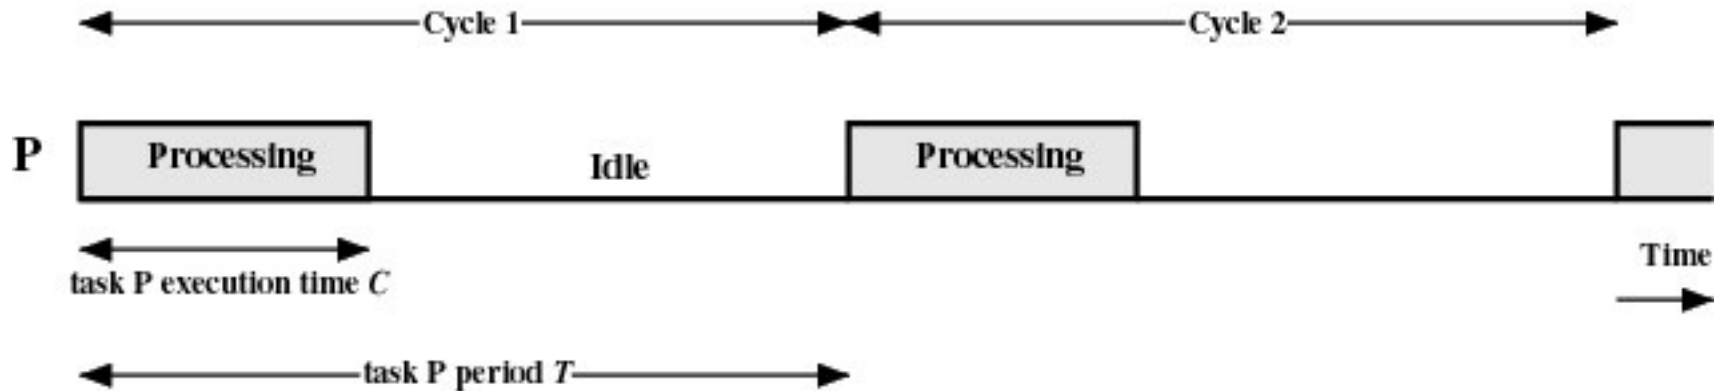 Cycle 1
Cycle 2
P
Processing
Idle
Processing
Time
task P execution time C
task P period T